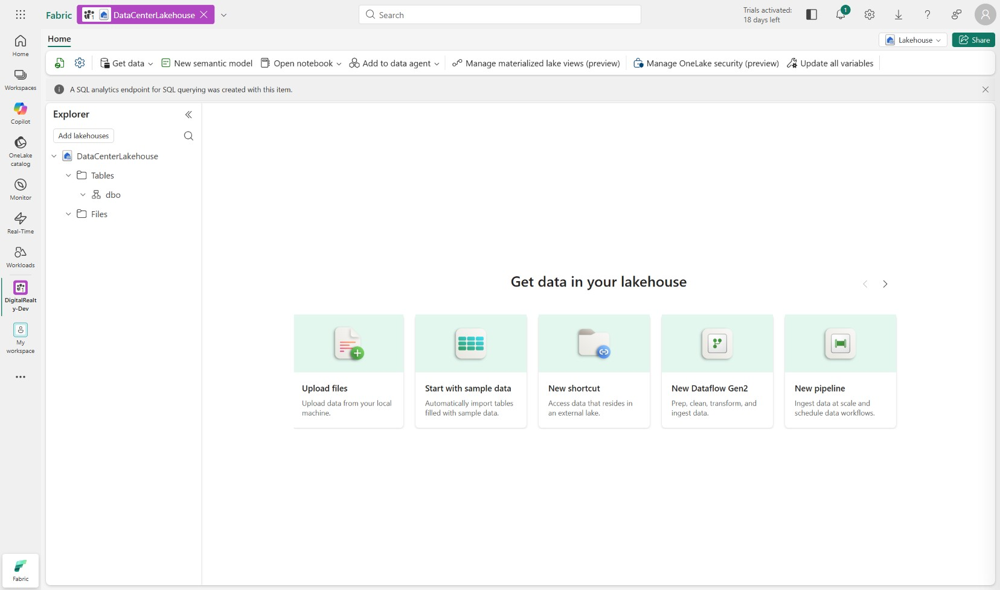 Fabric
DataCenterLakehouse
Search
Trials activated:
18 days left
1
Home
Lakehouse
Share
Get data
New semantic model
Open notebook
Add to data agent
Manage materialized lake views (preview)
Manage OneLake security (preview)
Update all variables
A SQL analytics endpoint for SQL querying was created with this item.
Home
Workspaces
Copilot
OneLake
catalog
Monitor
Real-Time
Workloads
DigitalRealt
y-Dev
My
workspace
Fabric
Explorer
Add lakehouses
DataCenterLakehouse
Tables
dbo
Files
Get data in your lakehouse
Upload files
Upload data from your local
machine.
Start with sample data
Automatically import tables
filled with sample data.
New shortcut
Access data that resides in
an external lake.
New Dataflow Gen2
Prep, clean, transform, and
ingest data.
New pipeline
Ingest data at scale and
schedule data workflows.